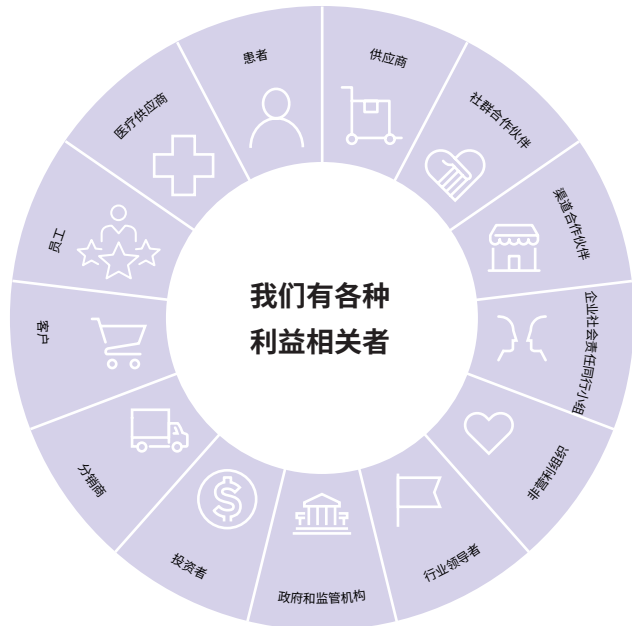 我们有各种
利益相关者
供应商
社群合作伙伴
渠道合作伙伴
企业社会责任同行小组
非营利组织
行业领导者
政府和监管机构
投资者
分销商
客户
员工
医疗供应商
患者